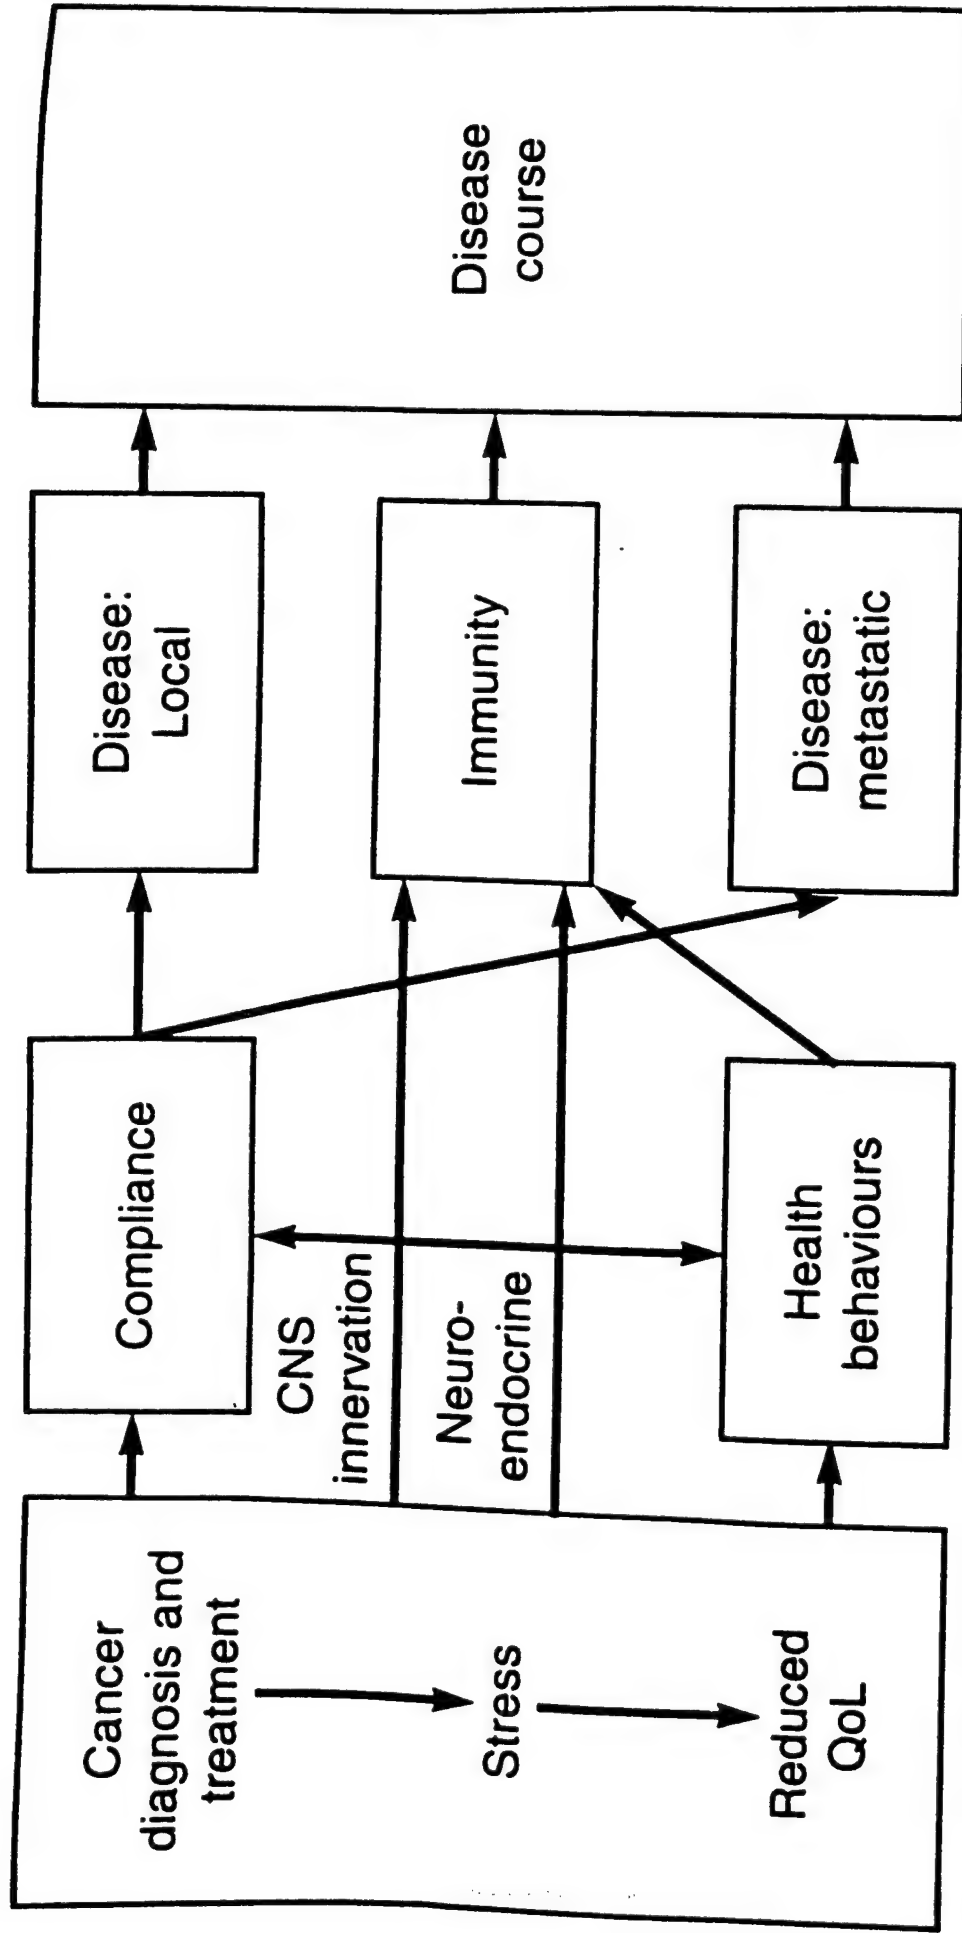 Cancer
diagnosis and
treatment
Stress
Reduced
QoL
Compliance
CNS
innervation
Neuro-
endocrine
Health
behaviours
Disease:
Local
Immunity
Disease:
metastatic
Disease
course